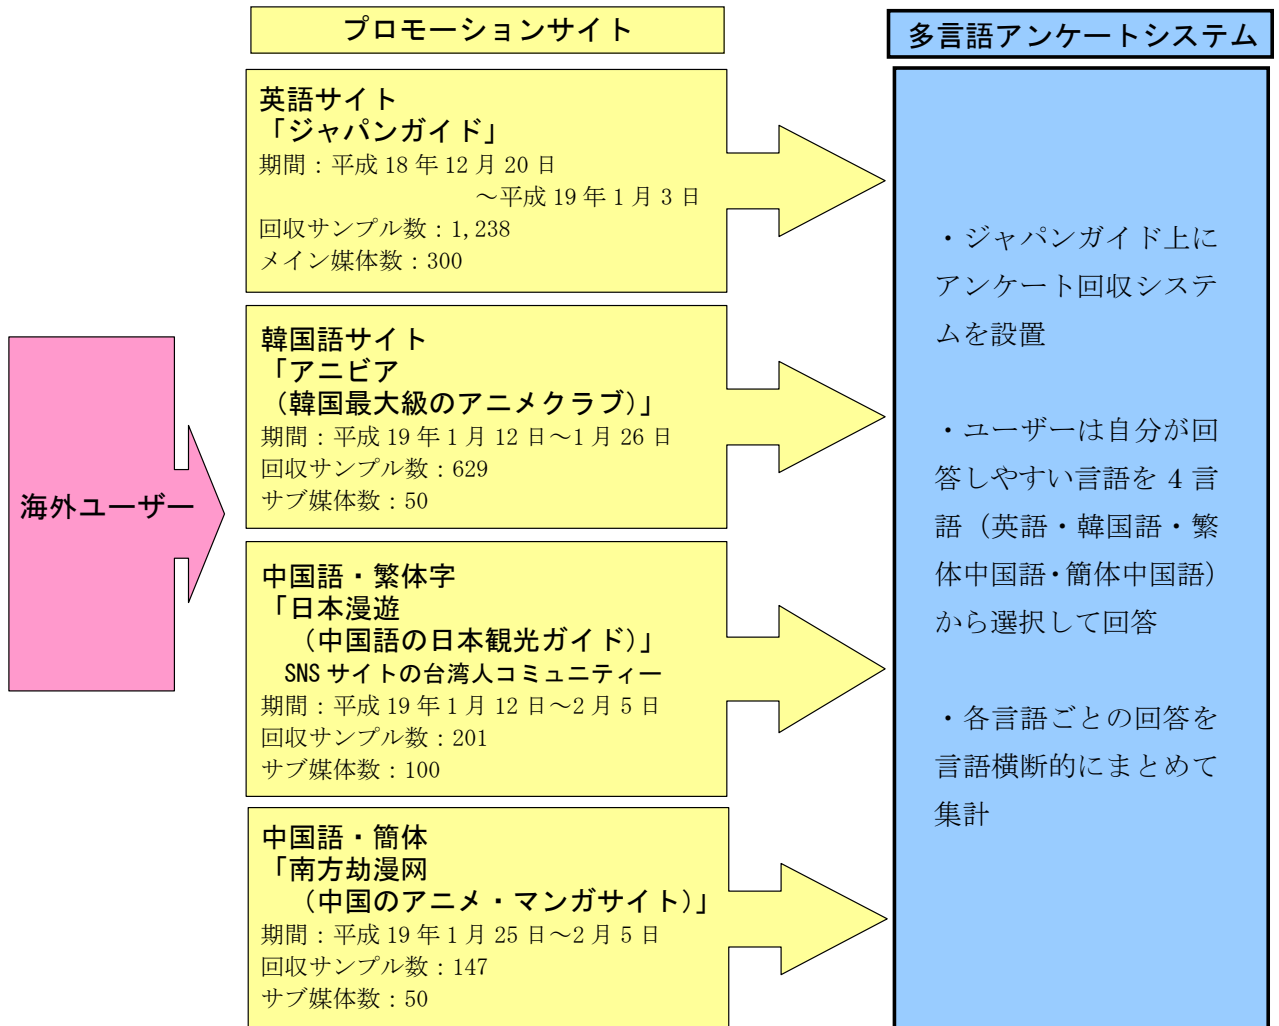 プロモーションサイト
多言語アンケートシステム
海外ユーザー
英語サイト
「ジャパンガイド」
期間：平成 18 年 12 月 20 日
～平成 19 年 1 月 3 日
回収サンプル数：1,238
メイン媒体数：300
韓国語サイト
「アニビア
（韓国最大級のアニメクラブ）」
期間：平成 19 年 1 月 12 日～1 月 26 日
回収サンプル数：629
サブ媒体数：50
中国語・繁体字
「日本漫遊
（中国語の日本観光ガイド）」
SNS サイトの台湾人コミュニティー
期間：平成 19 年 1 月 12 日～2 月 5 日
回収サンプル数：201
サブ媒体数：100
中国語・簡体
「南方劫漫网
（中国のアニメ・マンガサイト）」
期間：平成 19 年 1 月 25 日～2 月 5 日
回収サンプル数：147
サブ媒体数：50
・ジャパンガイド上に
アンケート回収システ
ムを設置
・ユーザーは自分が回
答しやすい言語を 4 言
語（英語・韓国語・繁
体中国語・簡体中国語）
から選択して回答
・各言語ごとの回答を
言語横断的にまとめて
集計